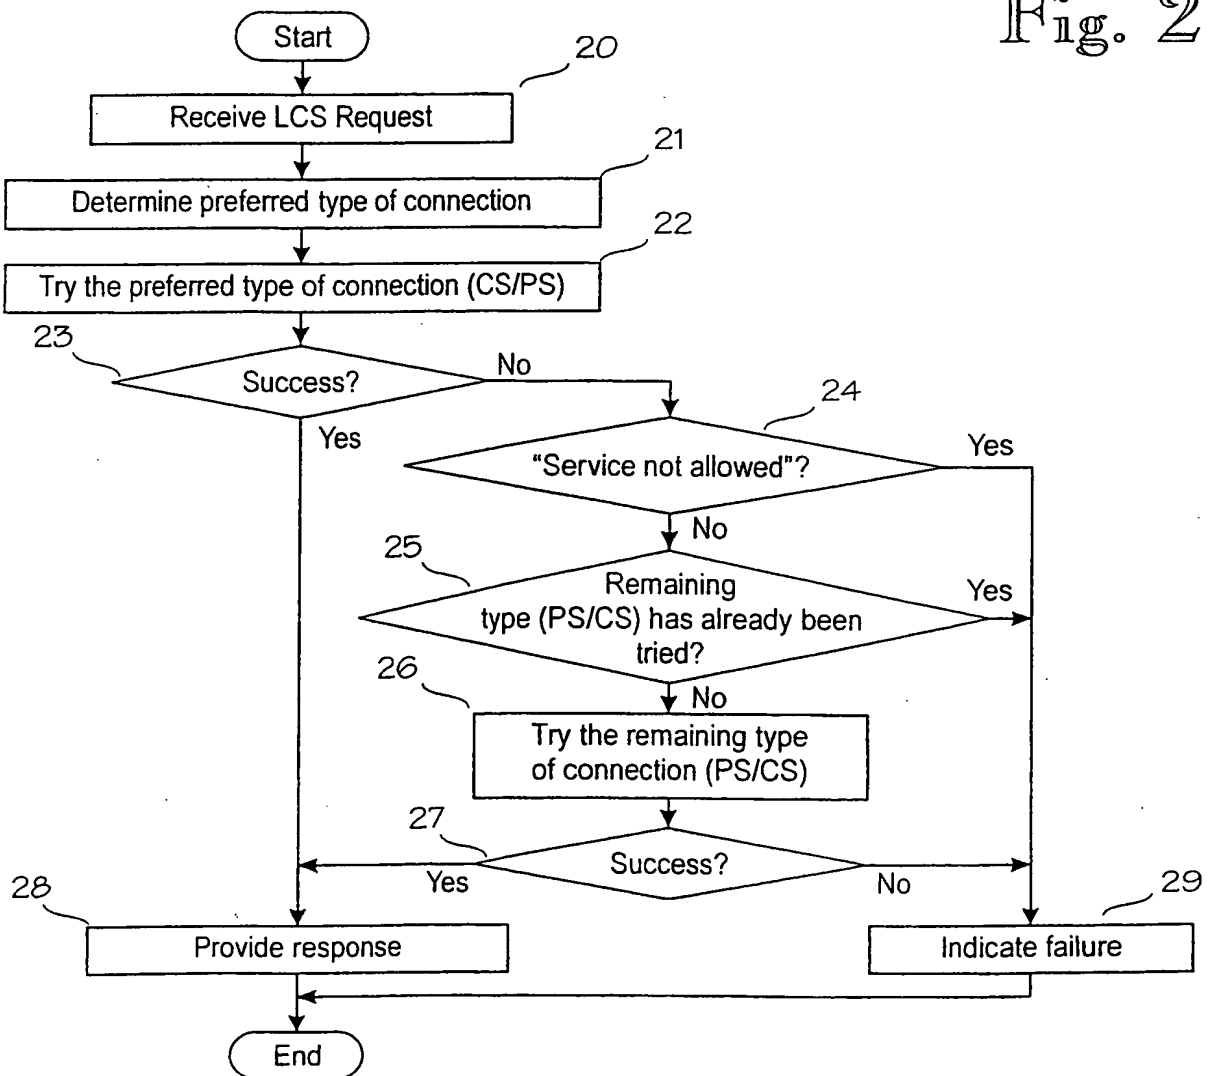 Fig. 2
Start
20
Receive LCS Request
21
Determine preferred type of connection
22
Try the preferred type of connection (CS/PS)
23
Success?
No
Yes
24
"Service not allowed"?
Yes
No
25
Remaining
type (PS/CS) has already been
tried?
Yes
No
26
Try the remaining type
of connection (PS/CS)
27
Success?
Yes
No
28
Provide response
29
Indicate failure
End